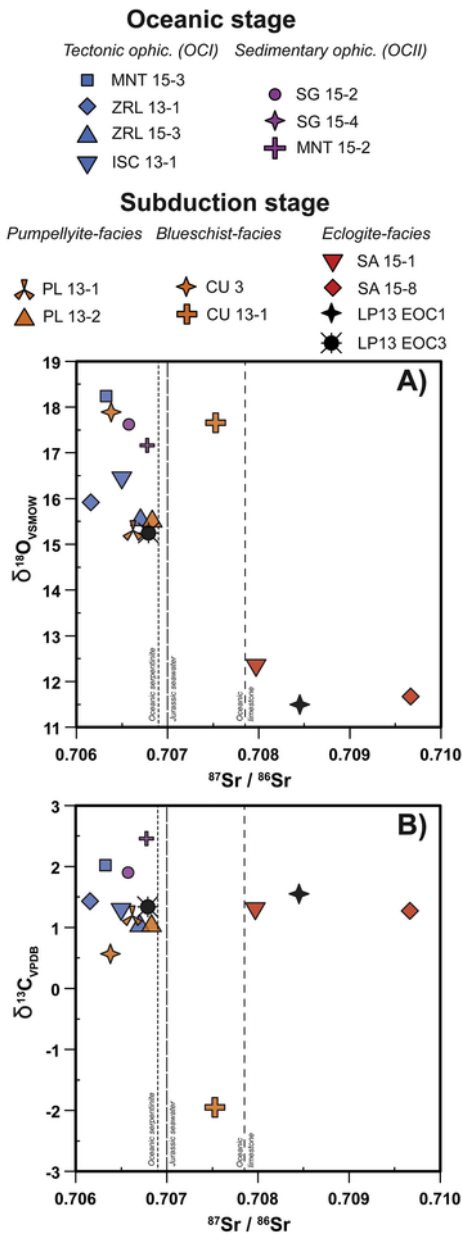 Oceanic stage
Tectonic ophic. (OCI) Sedimentary ophic. (OCII)
MNT 15-3
ZRL 13-1
ZRL 15-3
ISC 13-1
SG 15-2
SG 15-4
MNT 15-2
Subduction stage
Pumpellyite-facies Blueschist-facies Eclogite-facies
PL 13-1
PL 13-2
CU 3
CU 13-1
SA 15-1
SA 15-8
LP13 EOC1
LP13 EOC3
A)
19
18
17
16
15
14
13
12
11
δ18OVSMOW
Oceanic serpentinite
Jurassic seawater
Oceanic
limestone
0.706 0.707 0.708 0.709 0.710
87Sr / 86Sr
B)
3
2
1
0
-1
-2
-3
δ13CVPDB
Oceanic serpentinite
Jurassic seawater
Oceanic
limestone
0.706 0.707 0.708 0.709 0.710
87Sr / 86Sr